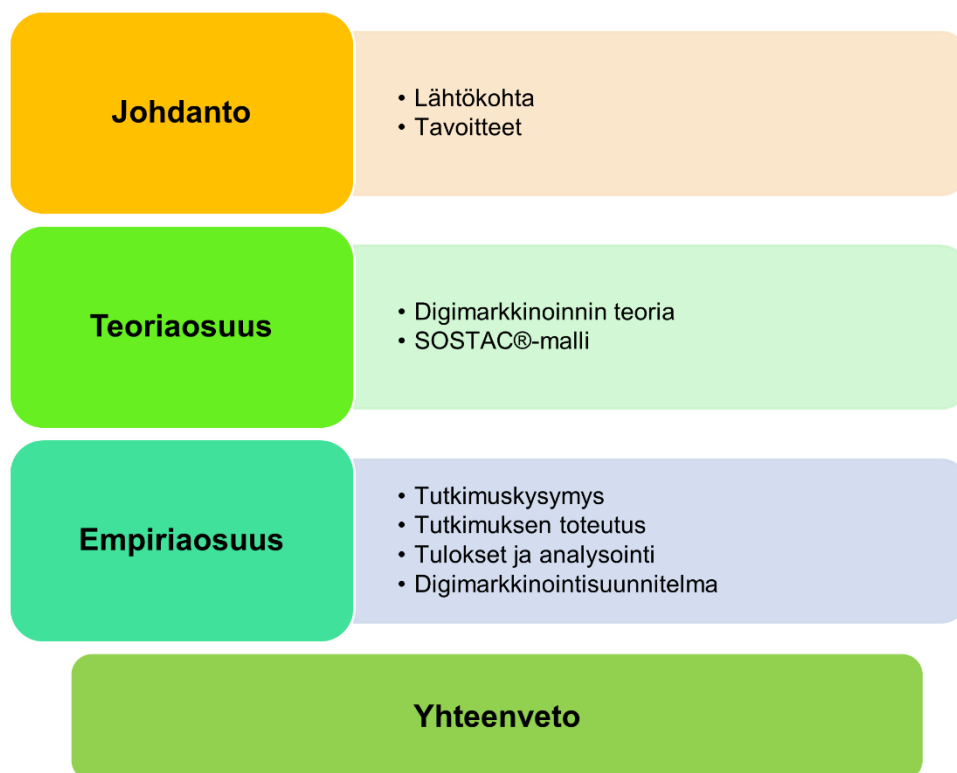 Johdanto
• Lähtökohta
• Tavoitteet
Teoriaosuus
• Digimarkkinoinnin teoria
• SOSTAC®-malli
Empiriaosuus
• Tutkimuskysymys
• Tutkimuksen toteutus
• Tulokset ja analysointi
• Digimarkkinointisuunnitelma
Yhteenveto